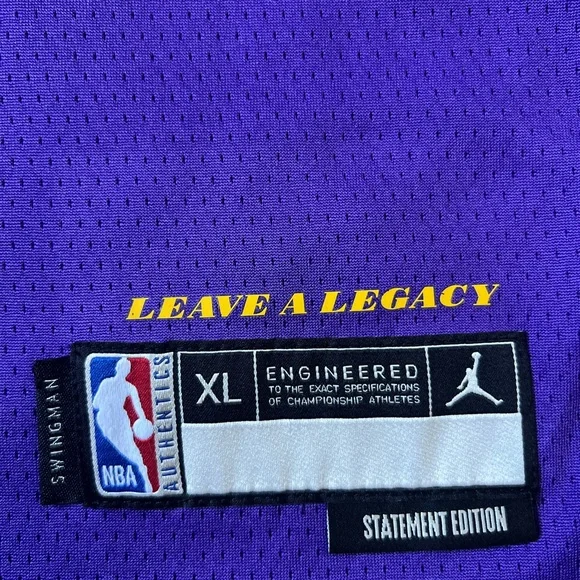 LEAVE A LEGACY
SWINGMAN
NBA
AUTHENTICS
XL
ENGINEERED
TO THE EXACT SPECIFICATIONS
OF CHAMPIONSHIP ATHLETES
STATEMENT EDITION